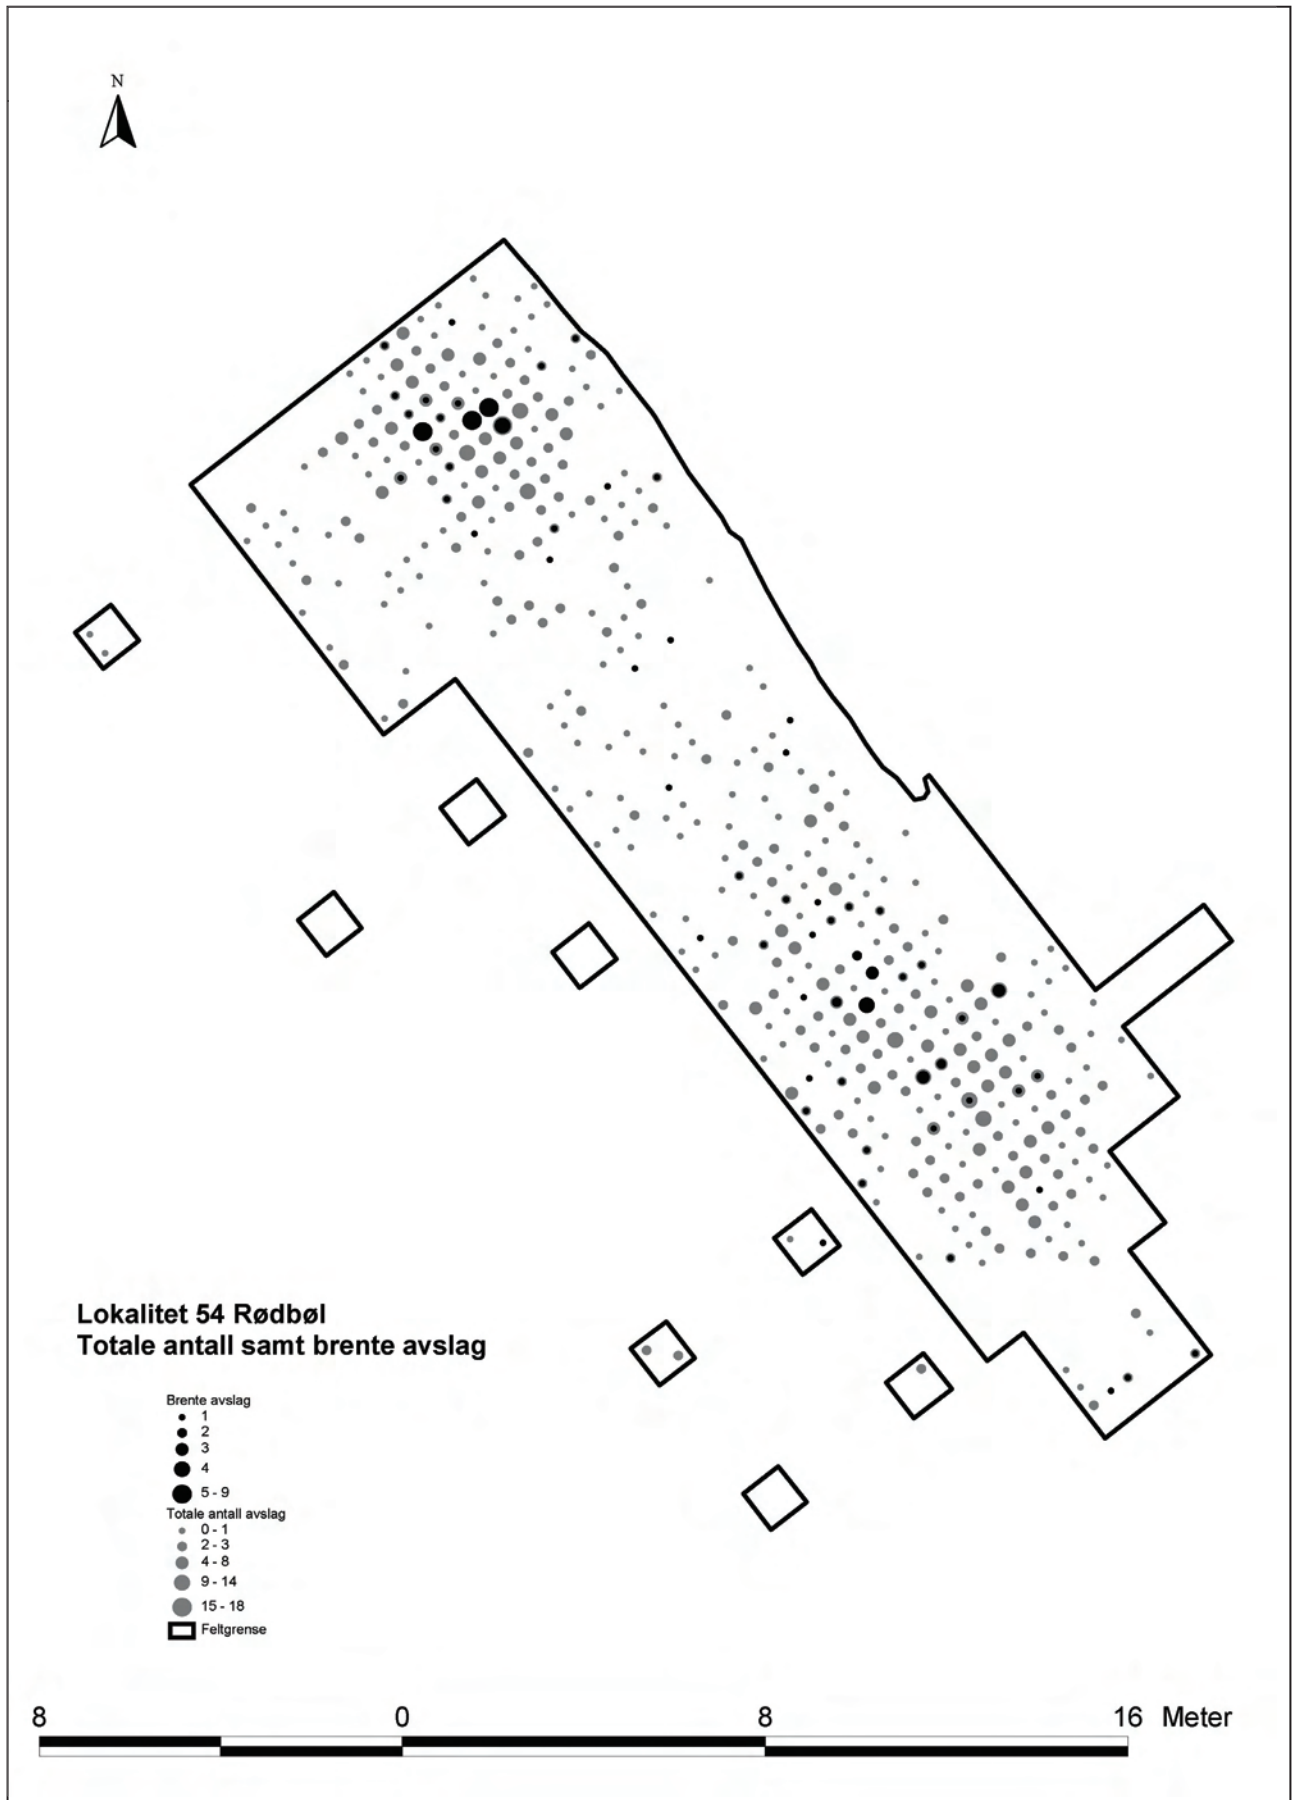 N
Lokalitet 54 Rødbøl
Totale antall samt brente avslag
Brente avslag
1
2
3
4
5 - 9
Totale antall avslag
0 - 1
2 - 3
4 - 8
9 - 14
15 - 18
Feltgrense
8 0 8 16 Meter